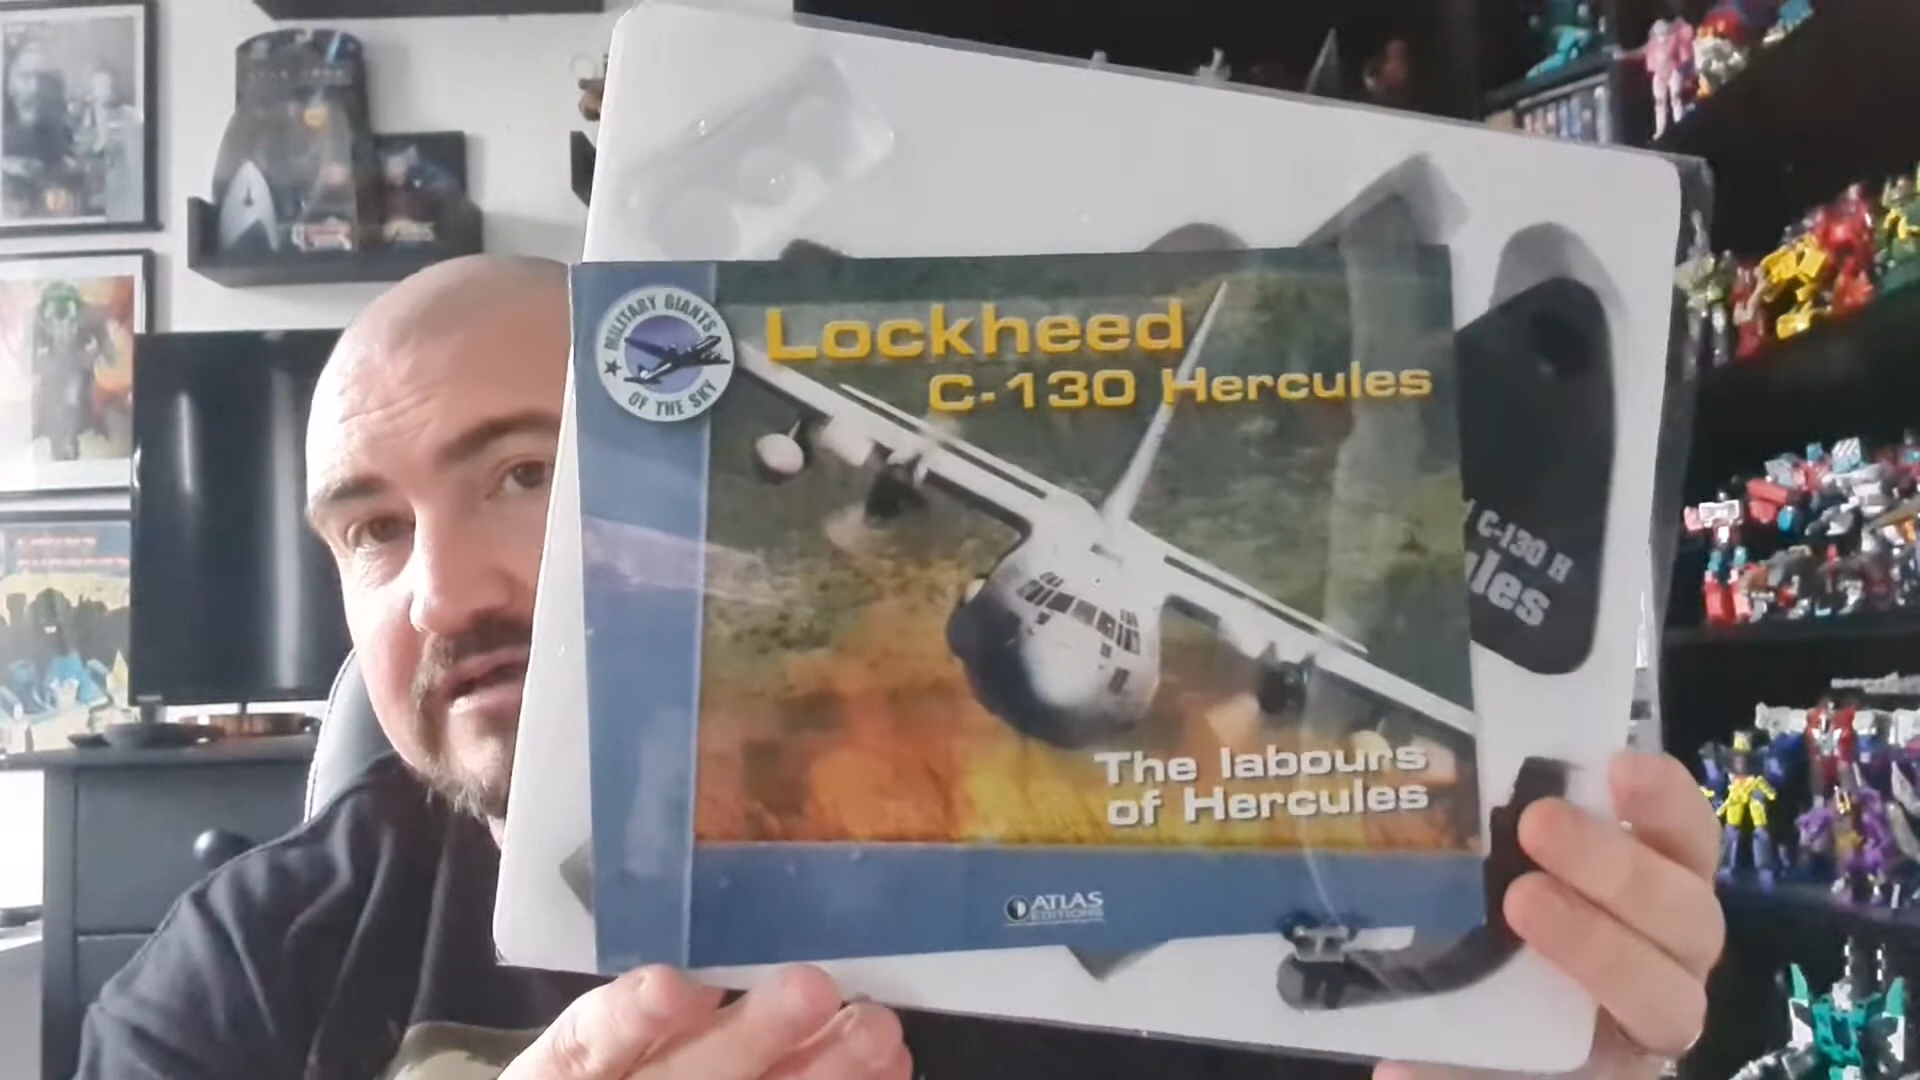 MILITARY GIANTS
OF THE SKY
Lockheed
C-130 Hercules
C-130 H
les
The labours
of Hercules
ATLAS
EDITIONS